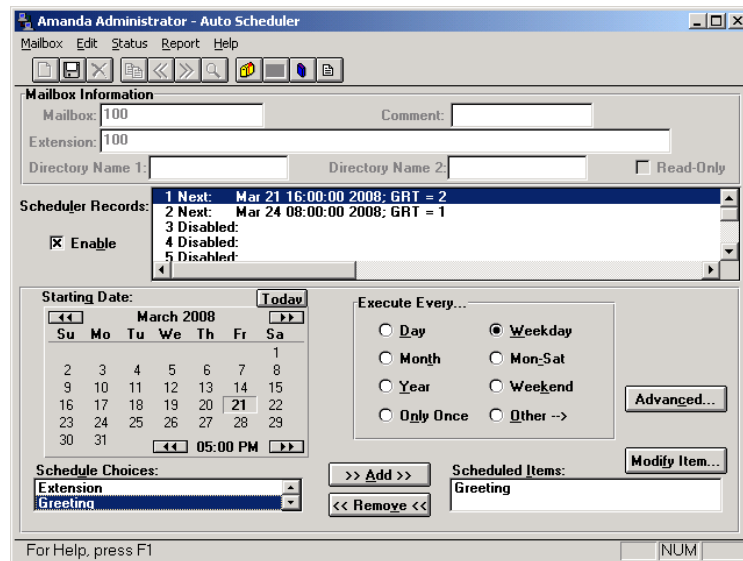 Amanda Administrator - Auto Scheduler
Mailbox Edit Status Report Help
Mailbox Information
Mailbox: 100 Comment:
Extension: 100
Directory Name 1: Directory Name 2: Read-Only
Scheduler Records:
1 Next: Mar 21 16:00:00 2008; GRT = 2
2 Next: Mar 24 08:00:00 2008; GRT = 1
3 Disabled:
4 Disabled:
5 Disabled:
Enable
Starting Date: Today
March 2008
Su Mo Tu We Th Fr Sa
1
2 3 4 5 6 7 8
9 10 11 12 13 14 15
16 17 18 19 20 21 22
23 24 25 26 27 28 29
30 31 05:00 PM
Execute Every...
Day Weekday
Month Mon-Sat
Year Weekend
Only Once Other -->
Advanced...
Modify Item...
Schedule Choices:
Extension
Greeting
>> Add >>
<< Remove <<
Scheduled Items:
Greeting
For Help, press F1 NUM